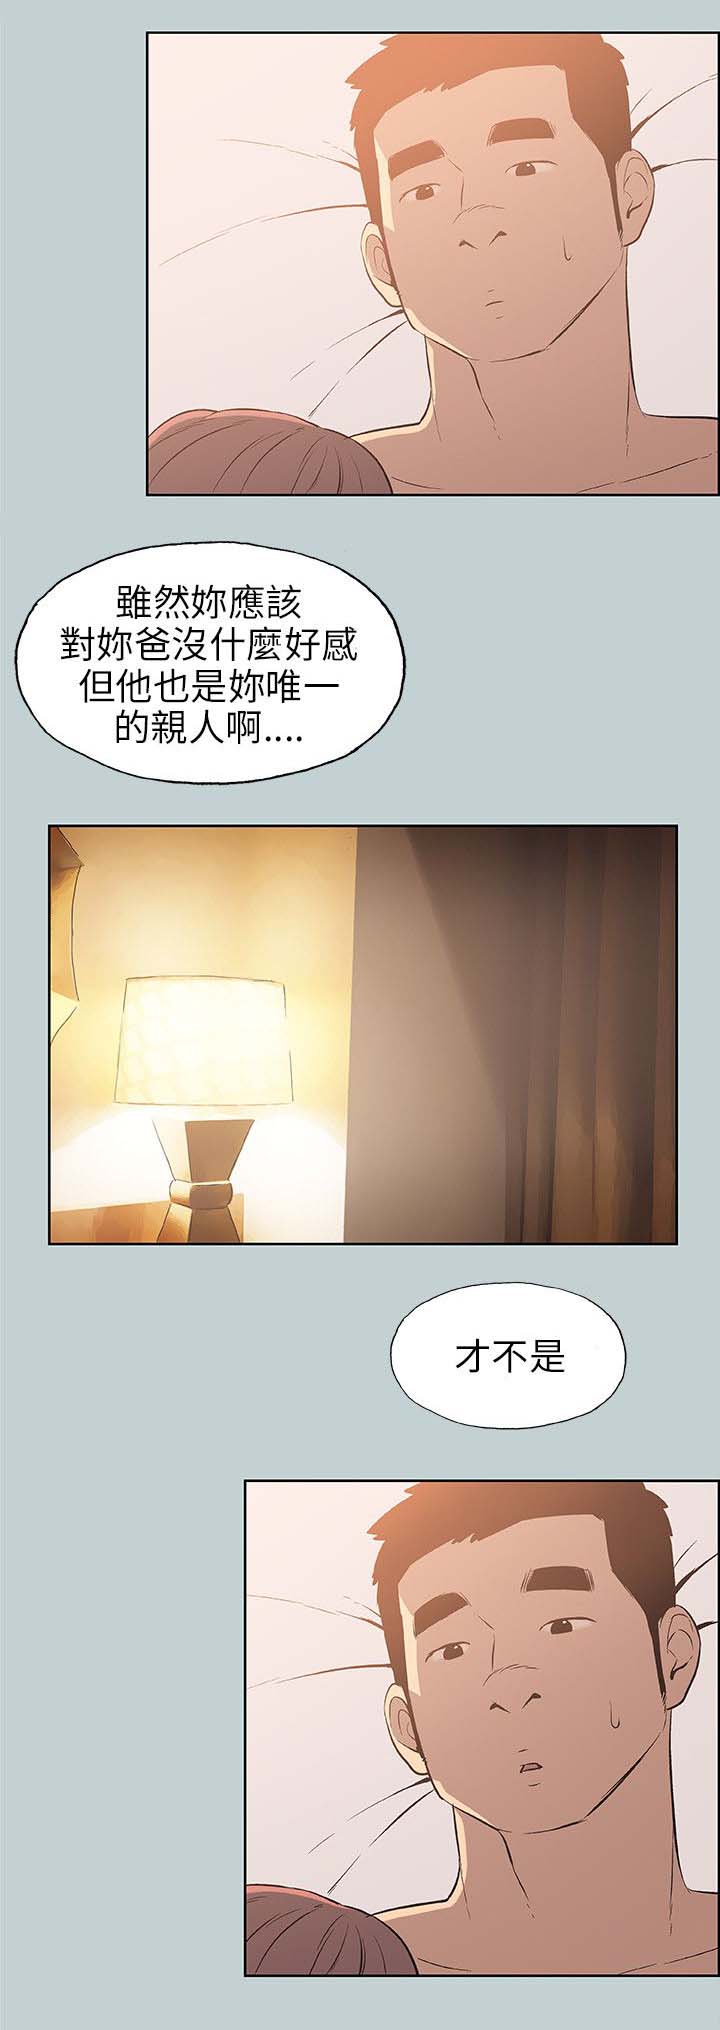 雖然妳應該
對妳爸沒什麼好感
但他也是妳唯一
的親人啊....
才不是